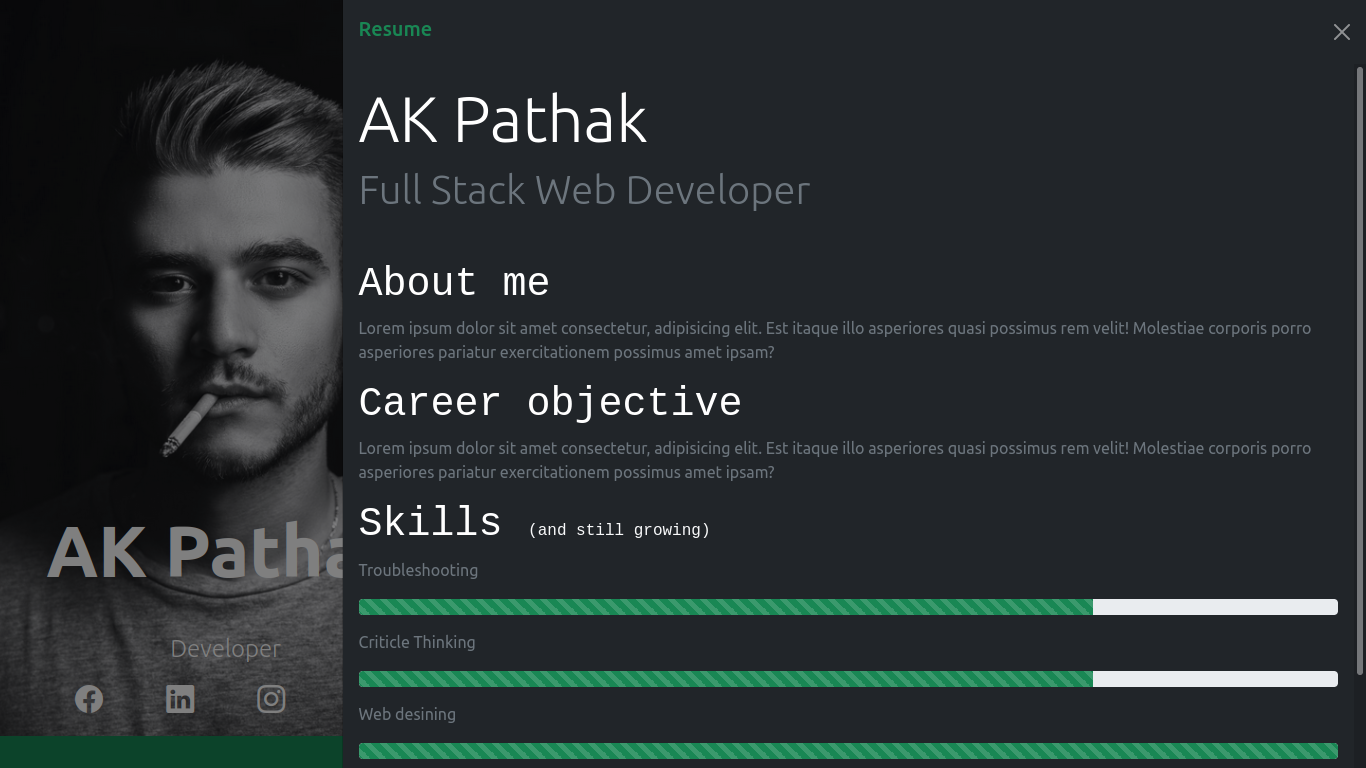 Resume
AK Pathak
Full Stack Web Developer
About me
Lorem ipsum dolor sit amet consectetur, adipisicing elit. Est itaque illo asperiores quasi possimus rem velit! Molestiae corporis porro
asperiores pariatur exercitationem possimus amet ipsam?
Career objective
Lorem ipsum dolor sit amet consectetur, adipisicing elit. Est itaque illo asperiores quasi possimus rem velit! Molestiae corporis porro
asperiores pariatur exercitationem possimus amet ipsam?
Skills (and still growing)
Troubleshooting
Criticle Thinking
Web desining
AK Patha
Developer